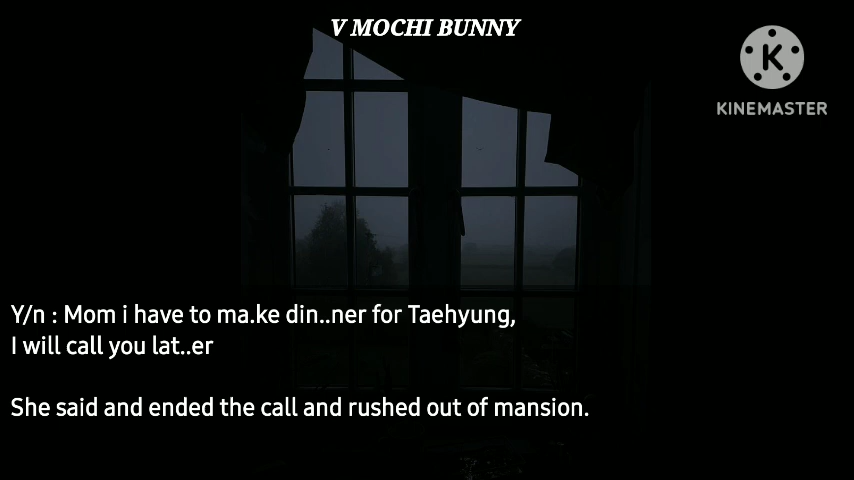 V MOCHI BUNNY
K
KINEMASTER
Y/n : Mom i have to ma.ke din..ner for Taehyung,
I will call you lat..er
She said and ended the call and rushed out of mansion.